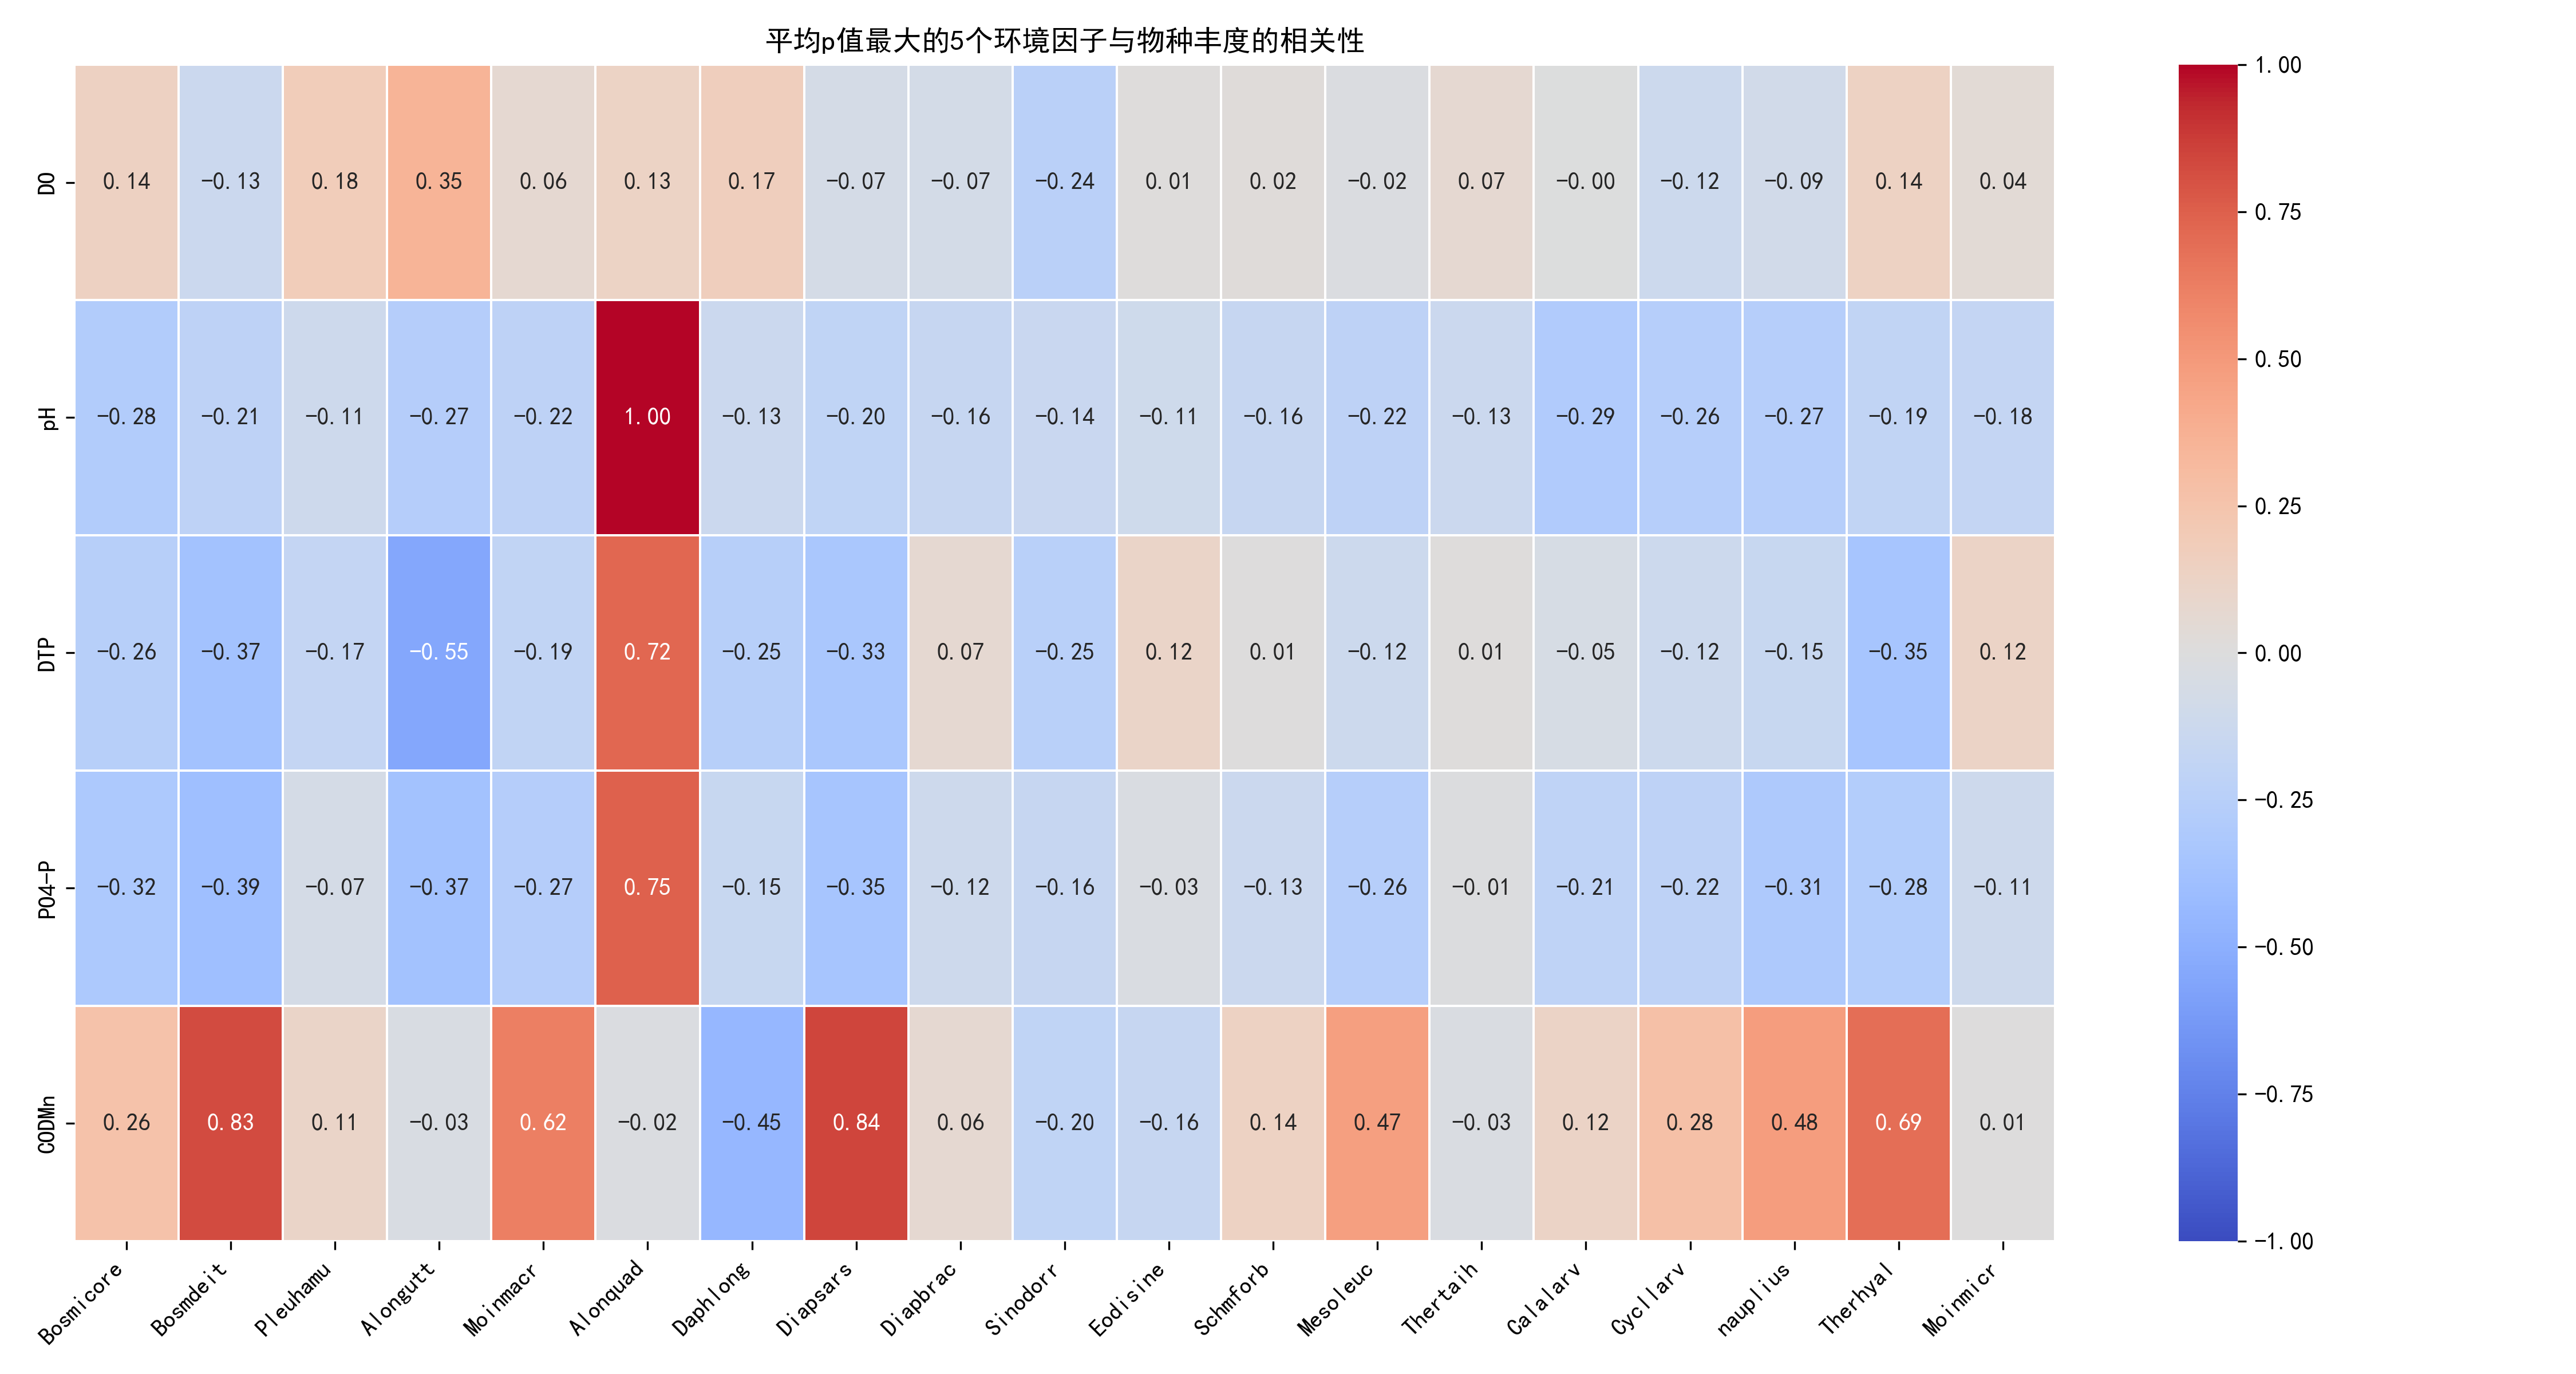 平均p值最大的5个环境因子与物种丰度的相关性
DO 0.14 −0.13 0.18 0.35 0.06 0.13 0.17 −0.07 −0.07 −0.24 0.01 0.02 −0.02 0.07 −0.00 −0.12 −0.09 0.14 0.04
pH −0.28 −0.21 −0.11 −0.27 −0.22 1.00 −0.13 −0.20 −0.16 −0.14 −0.11 −0.16 −0.22 −0.13 −0.29 −0.26 −0.27 −0.19 −0.18
DTP −0.26 −0.37 −0.17 −0.55 −0.19 0.72 −0.25 −0.33 0.07 −0.25 0.12 0.01 −0.12 0.01 −0.05 −0.12 −0.15 −0.35 0.12
PO4−P −0.32 −0.39 −0.07 −0.37 −0.27 0.75 −0.15 −0.35 −0.12 −0.16 −0.03 −0.13 −0.26 −0.01 −0.21 −0.22 −0.31 −0.28 −0.11
CODMn 0.26 0.83 0.11 −0.03 0.62 −0.02 −0.45 0.84 0.06 −0.20 −0.16 0.14 0.47 −0.03 0.12 0.28 0.48 0.69 0.01
Bosmicore Bosmdeit Pleuhamu Alongutt Moinmacr Alonquad Daphlong Diapsars Diapbrac Sinodorr Eodisine Schmforb Mesoleuc Thertaih Calalarv Cycllarv nauplius Therhyal Moinmicr
1.00
0.75
0.50
0.25
0.00
−0.25
−0.50
−0.75
−1.00